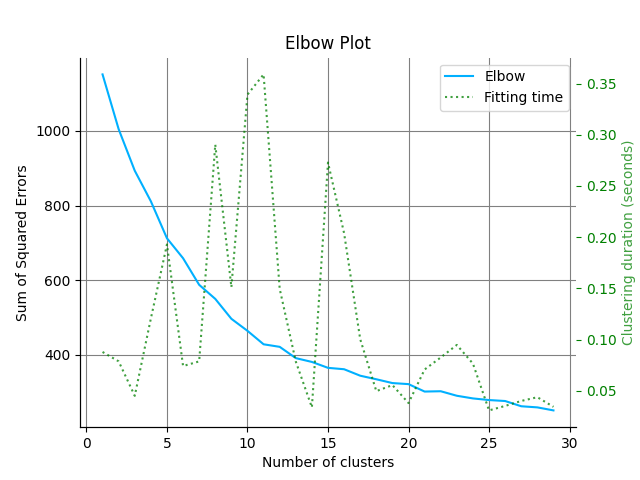 Elbow Plot
Elbow
Fitting time
Sum of Squared Errors
1000
800
600
400
0.35
0.30
0.25
0.20
0.15
0.10
0.05
Clustering duration (seconds)
0 5 10 15 20 25 30
Number of clusters